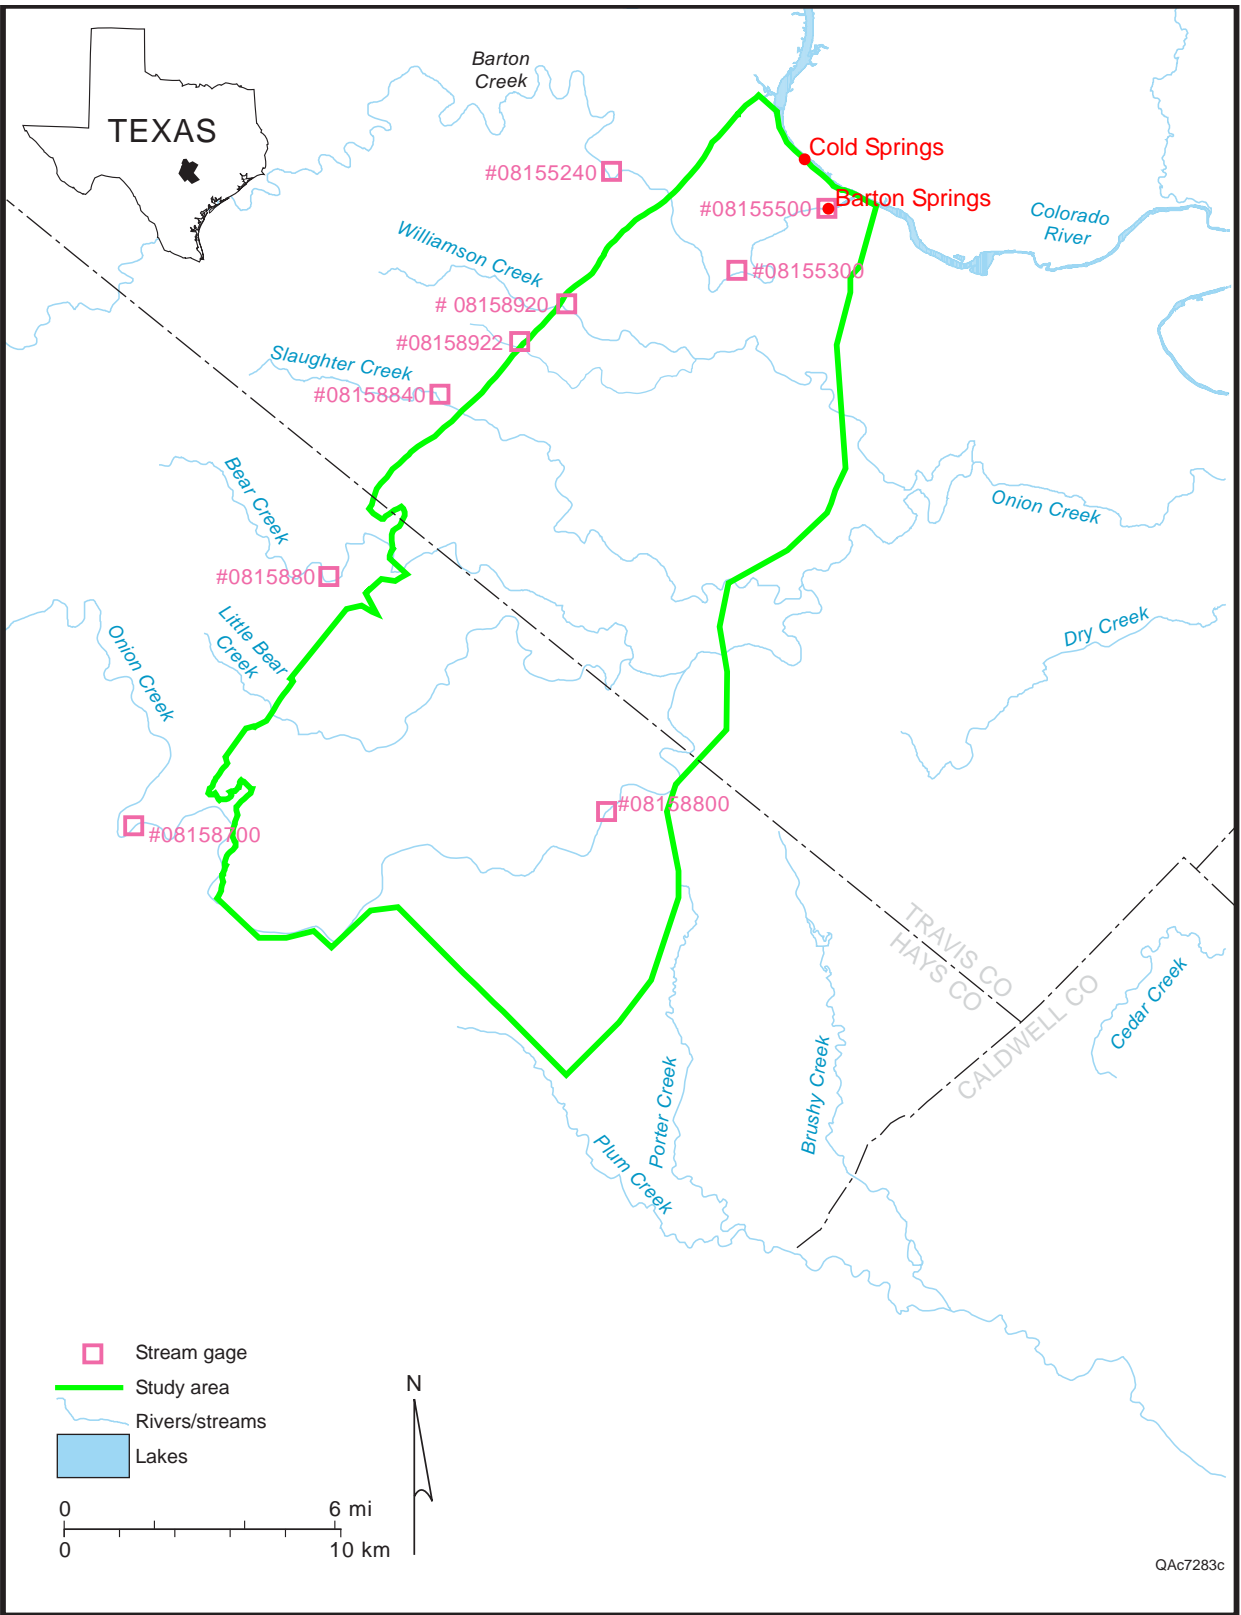 Barton
Creek
TEXAS
Cold Springs
#08155240
Barton Springs
#08155500
Colorado
River
Williamson Creek
#08155300
# 08158920
#08158922
Slaughter Creek
#08158840
Bear Creek
Onion Creek
#0815880
Little Bear
Creek
Onion Creek
Dry Creek
#08158800
#08158700
TRAVIS CO
HAYS CO
CALDWELL CO
Cedar Creek
Brushy Creek
Porter Creek
Plum Creek
Stream gage
Study area
Rivers/streams
Lakes
N
0 6 mi
0 10 km
QAc7283c